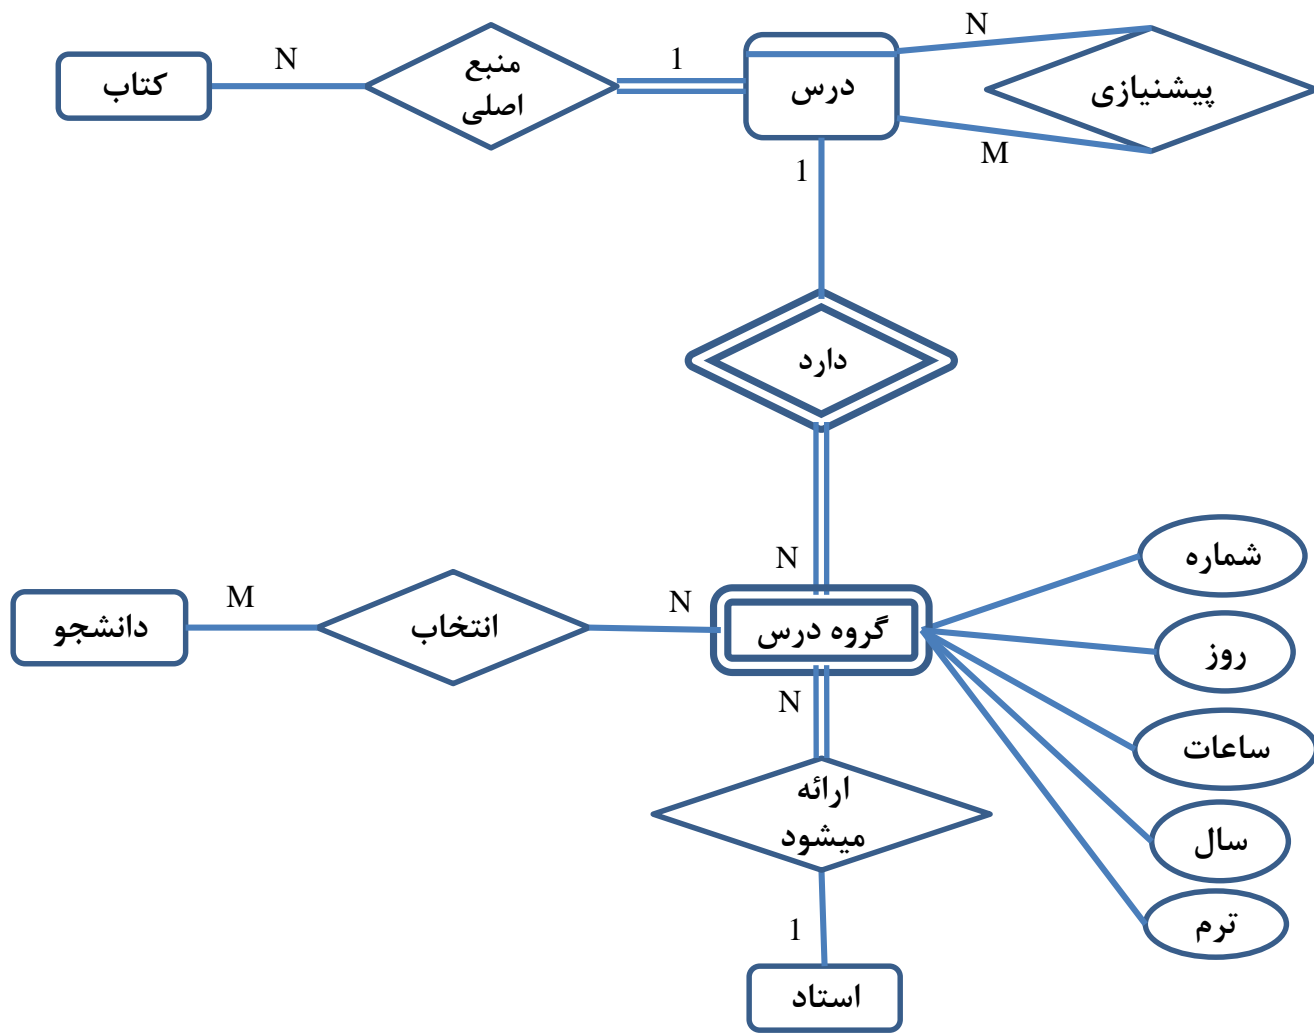 N
1
N
منبع
اصلی
کتاب
درس
پیشنیازی
M
1
دارد
N
شماره
M
N
دانشجو
انتخاب
گروه درس
روز
N
ساعات
ارائه
میشود
سال
ترم
1
استاد